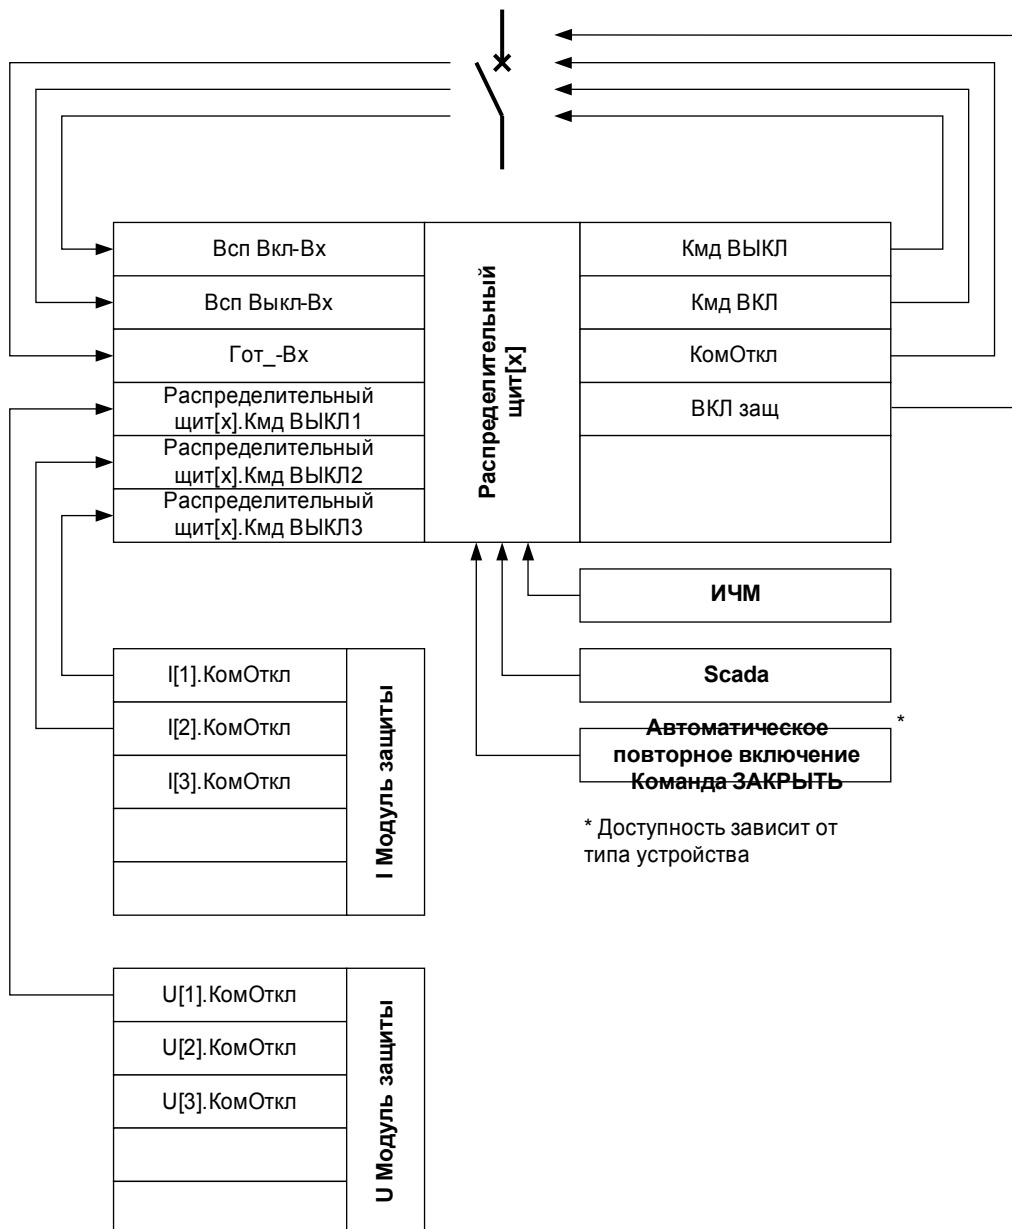 Всп Вкл-Вх
Всп Выкл-Вх
Гот_-Вх
Распределительный
щит[x].Кмд ВЫКЛ1
Распределительный
щит[x].Кмд ВЫКЛ2
Распределительный
щит[x].Кмд ВЫКЛ3
Распределительный
щит[x]
Кмд ВЫКЛ
Кмд ВКЛ
КомОткл
ВКЛ защ
ИЧМ
Scada
Автоматическое
повторное включение
Команда ЗАКРЫТЬ
*
* Доступность зависит от
типа устройства
I[1].КомОткл
I[2].КомОткл
I[3].КомОткл
I Модуль защиты
U[1].КомОткл
U[2].КомОткл
U[3].КомОткл
U Модуль защиты